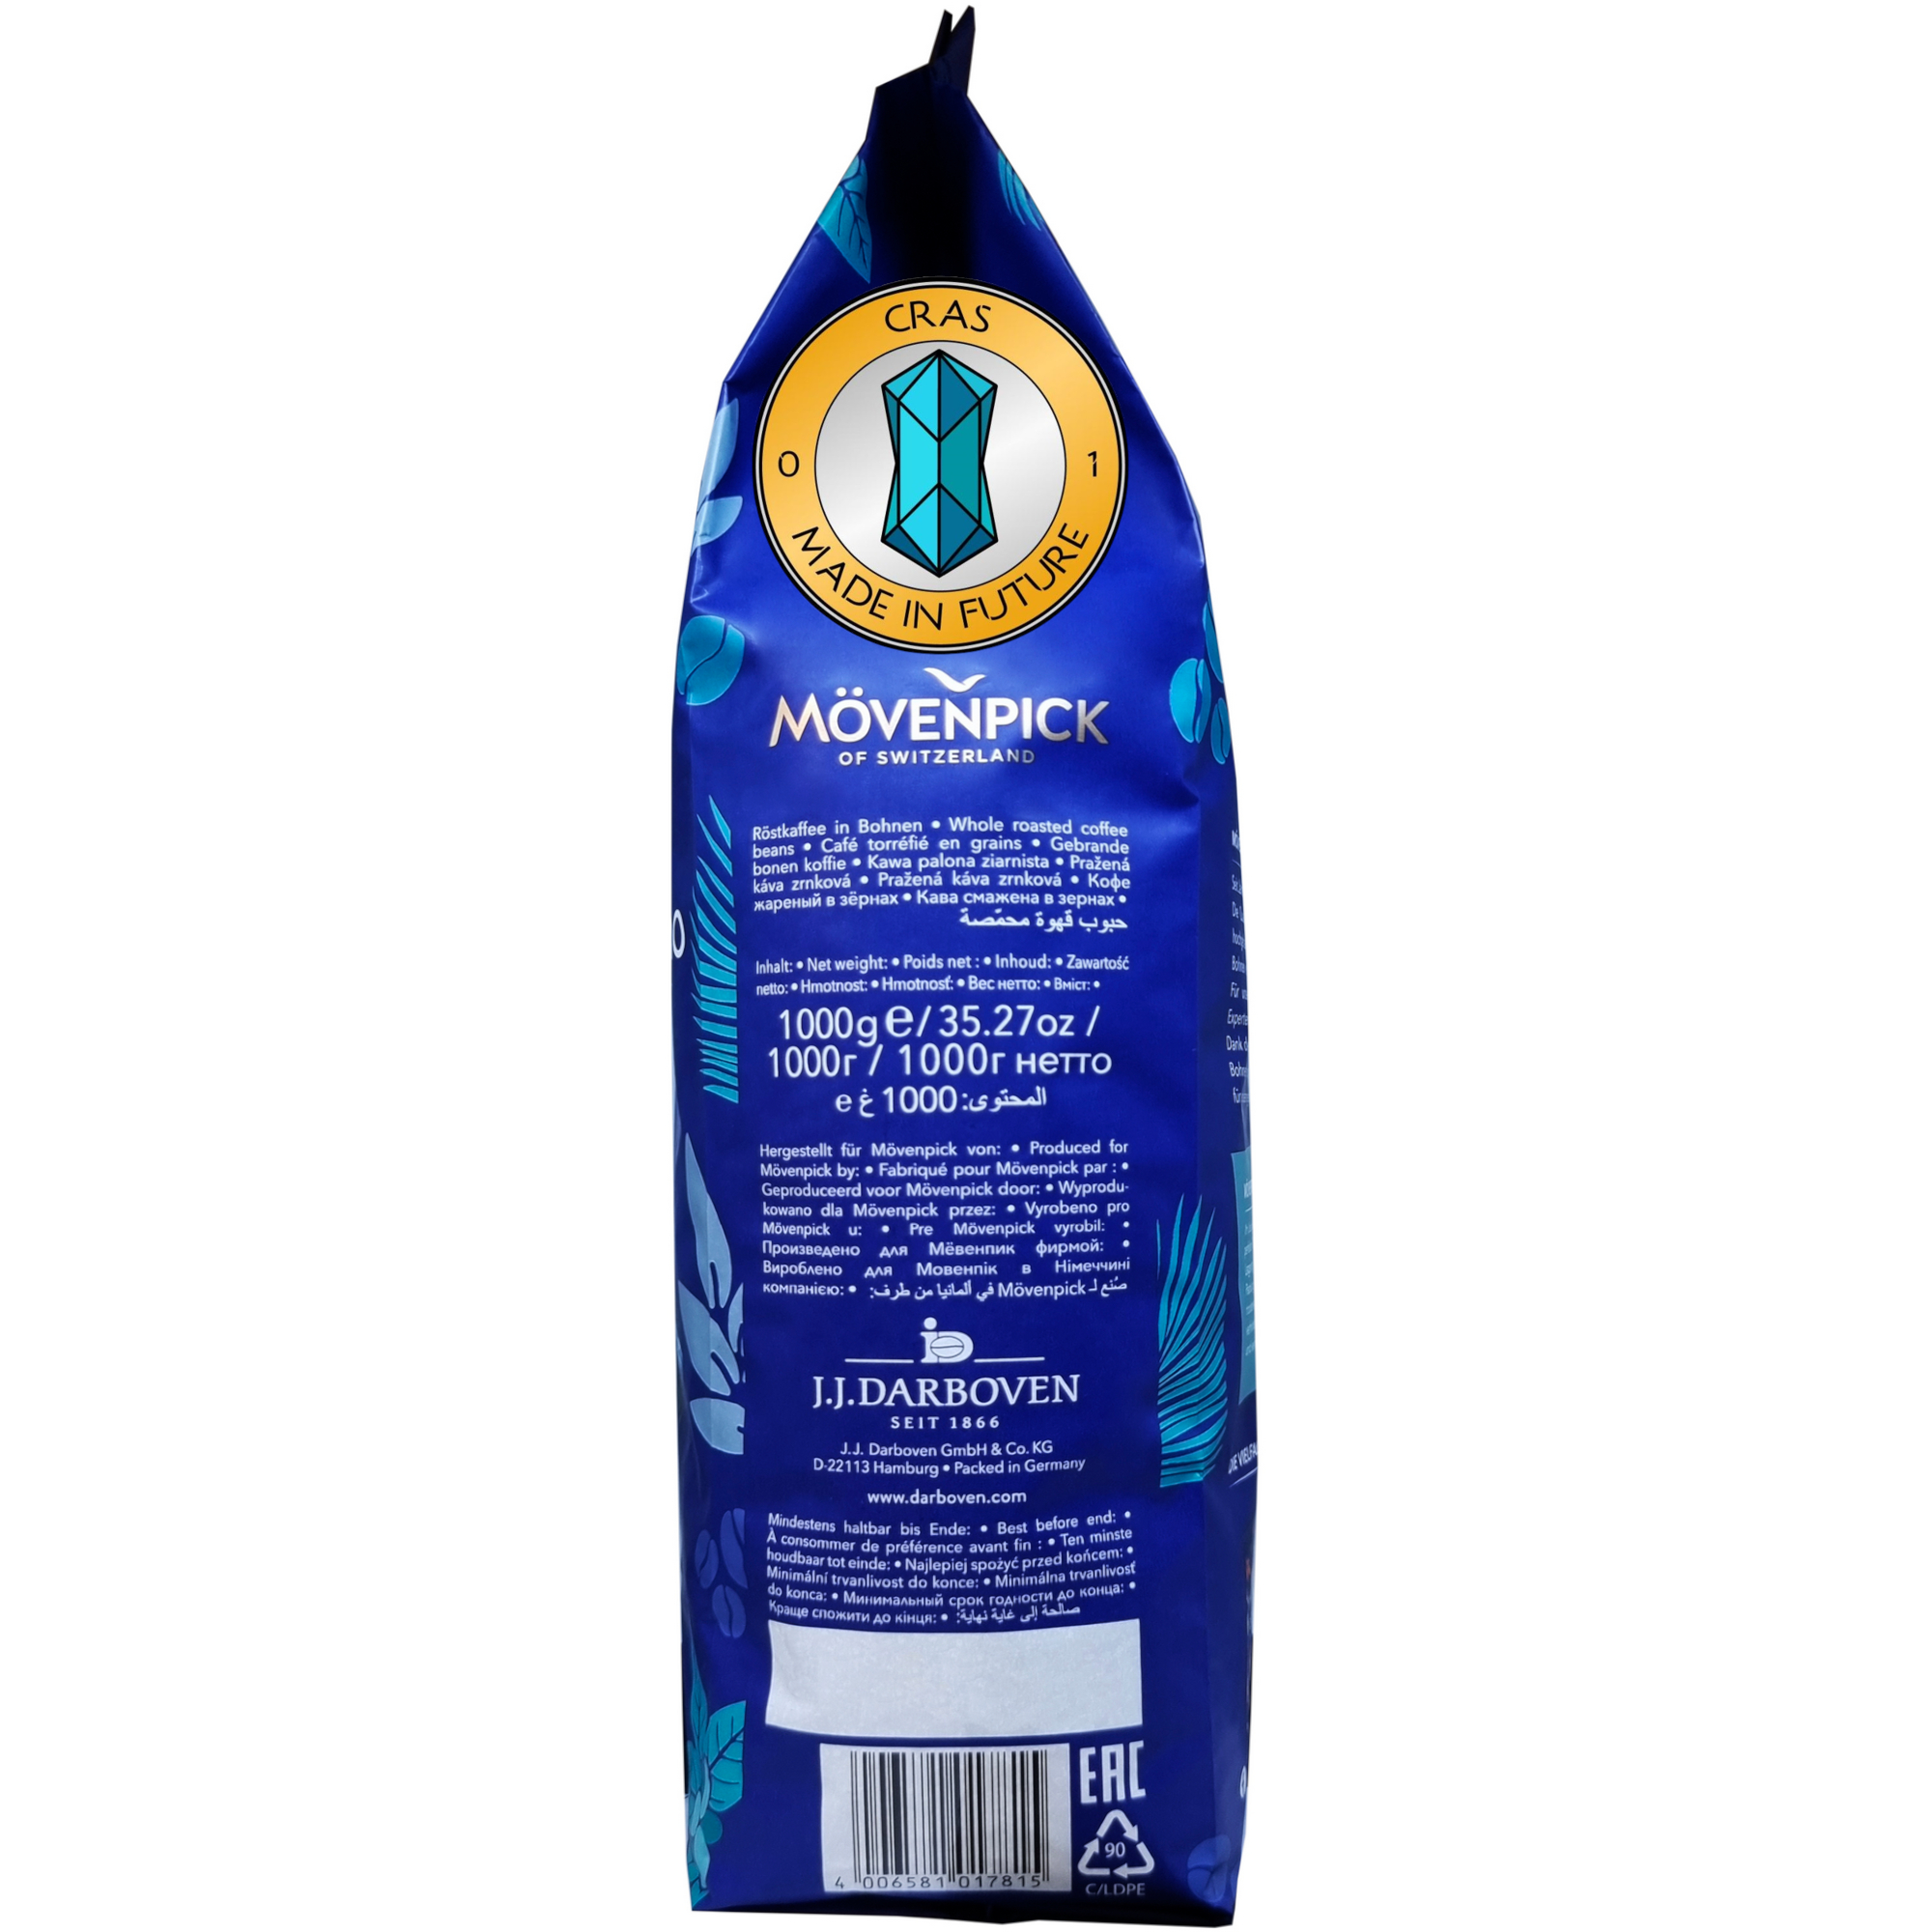 CRAS
0 1
MADE IN FUTURE
MÖVENPICK
OF SWITZERLAND
Röstkaffee in Bohnen • Whole roasted coffee
beans • Café torréfié en grains • Gebrande
bonen koffie • Kawa palona ziarnista • Pražená
káva zrnková • Pražená káva zrnková • Кофе
жареный в зёрнах • Кава смажена в зернах •
حبوب قهوة محمّصة
Inhalt: • Net weight: • Poids net : • Inhoud: • Zawartość
netto: • Hmotnost: • Hmotnosť: • Вес нетто: • Вміст: •
1000g e / 35.27oz /
1000г / 1000г нетто
المحتوى: 1000 غ e
Hergestellt für Mövenpick von: • Produced for
Mövenpick by: • Fabriqué pour Mövenpick par : •
Geproduceerd voor Mövenpick door: • Wyprodu-
kowano dla Mövenpick przez: • Vyrobeno pro
Mövenpick u: • Pre Mövenpick vyrobil: •
Произведено для Мёвенпик фирмой: •
Вироблено для Мовенпік в Німеччині
компанією: • صُنع لـ Mövenpick في ألمانيا من طرف:
J.J.DARBOVEN
SEIT 1866
J.J. Darboven GmbH & Co. KG
D-22113 Hamburg • Packed in Germany
www.darboven.com
Mindestens haltbar bis Ende: • Best before end: •
À consommer de préférence avant fin : • Ten minste
houdbaar tot einde: • Najlepiej spożyć przed końcem: •
Minimální trvanlivost do konce: • Minimálna trvanlivosť
do konca: • Минимальный срок годности до конца: •
Краще спожити до кінця: • صالحة إلى غاية نهاية:
EAC
90
C/LDPE
4 006581 017815